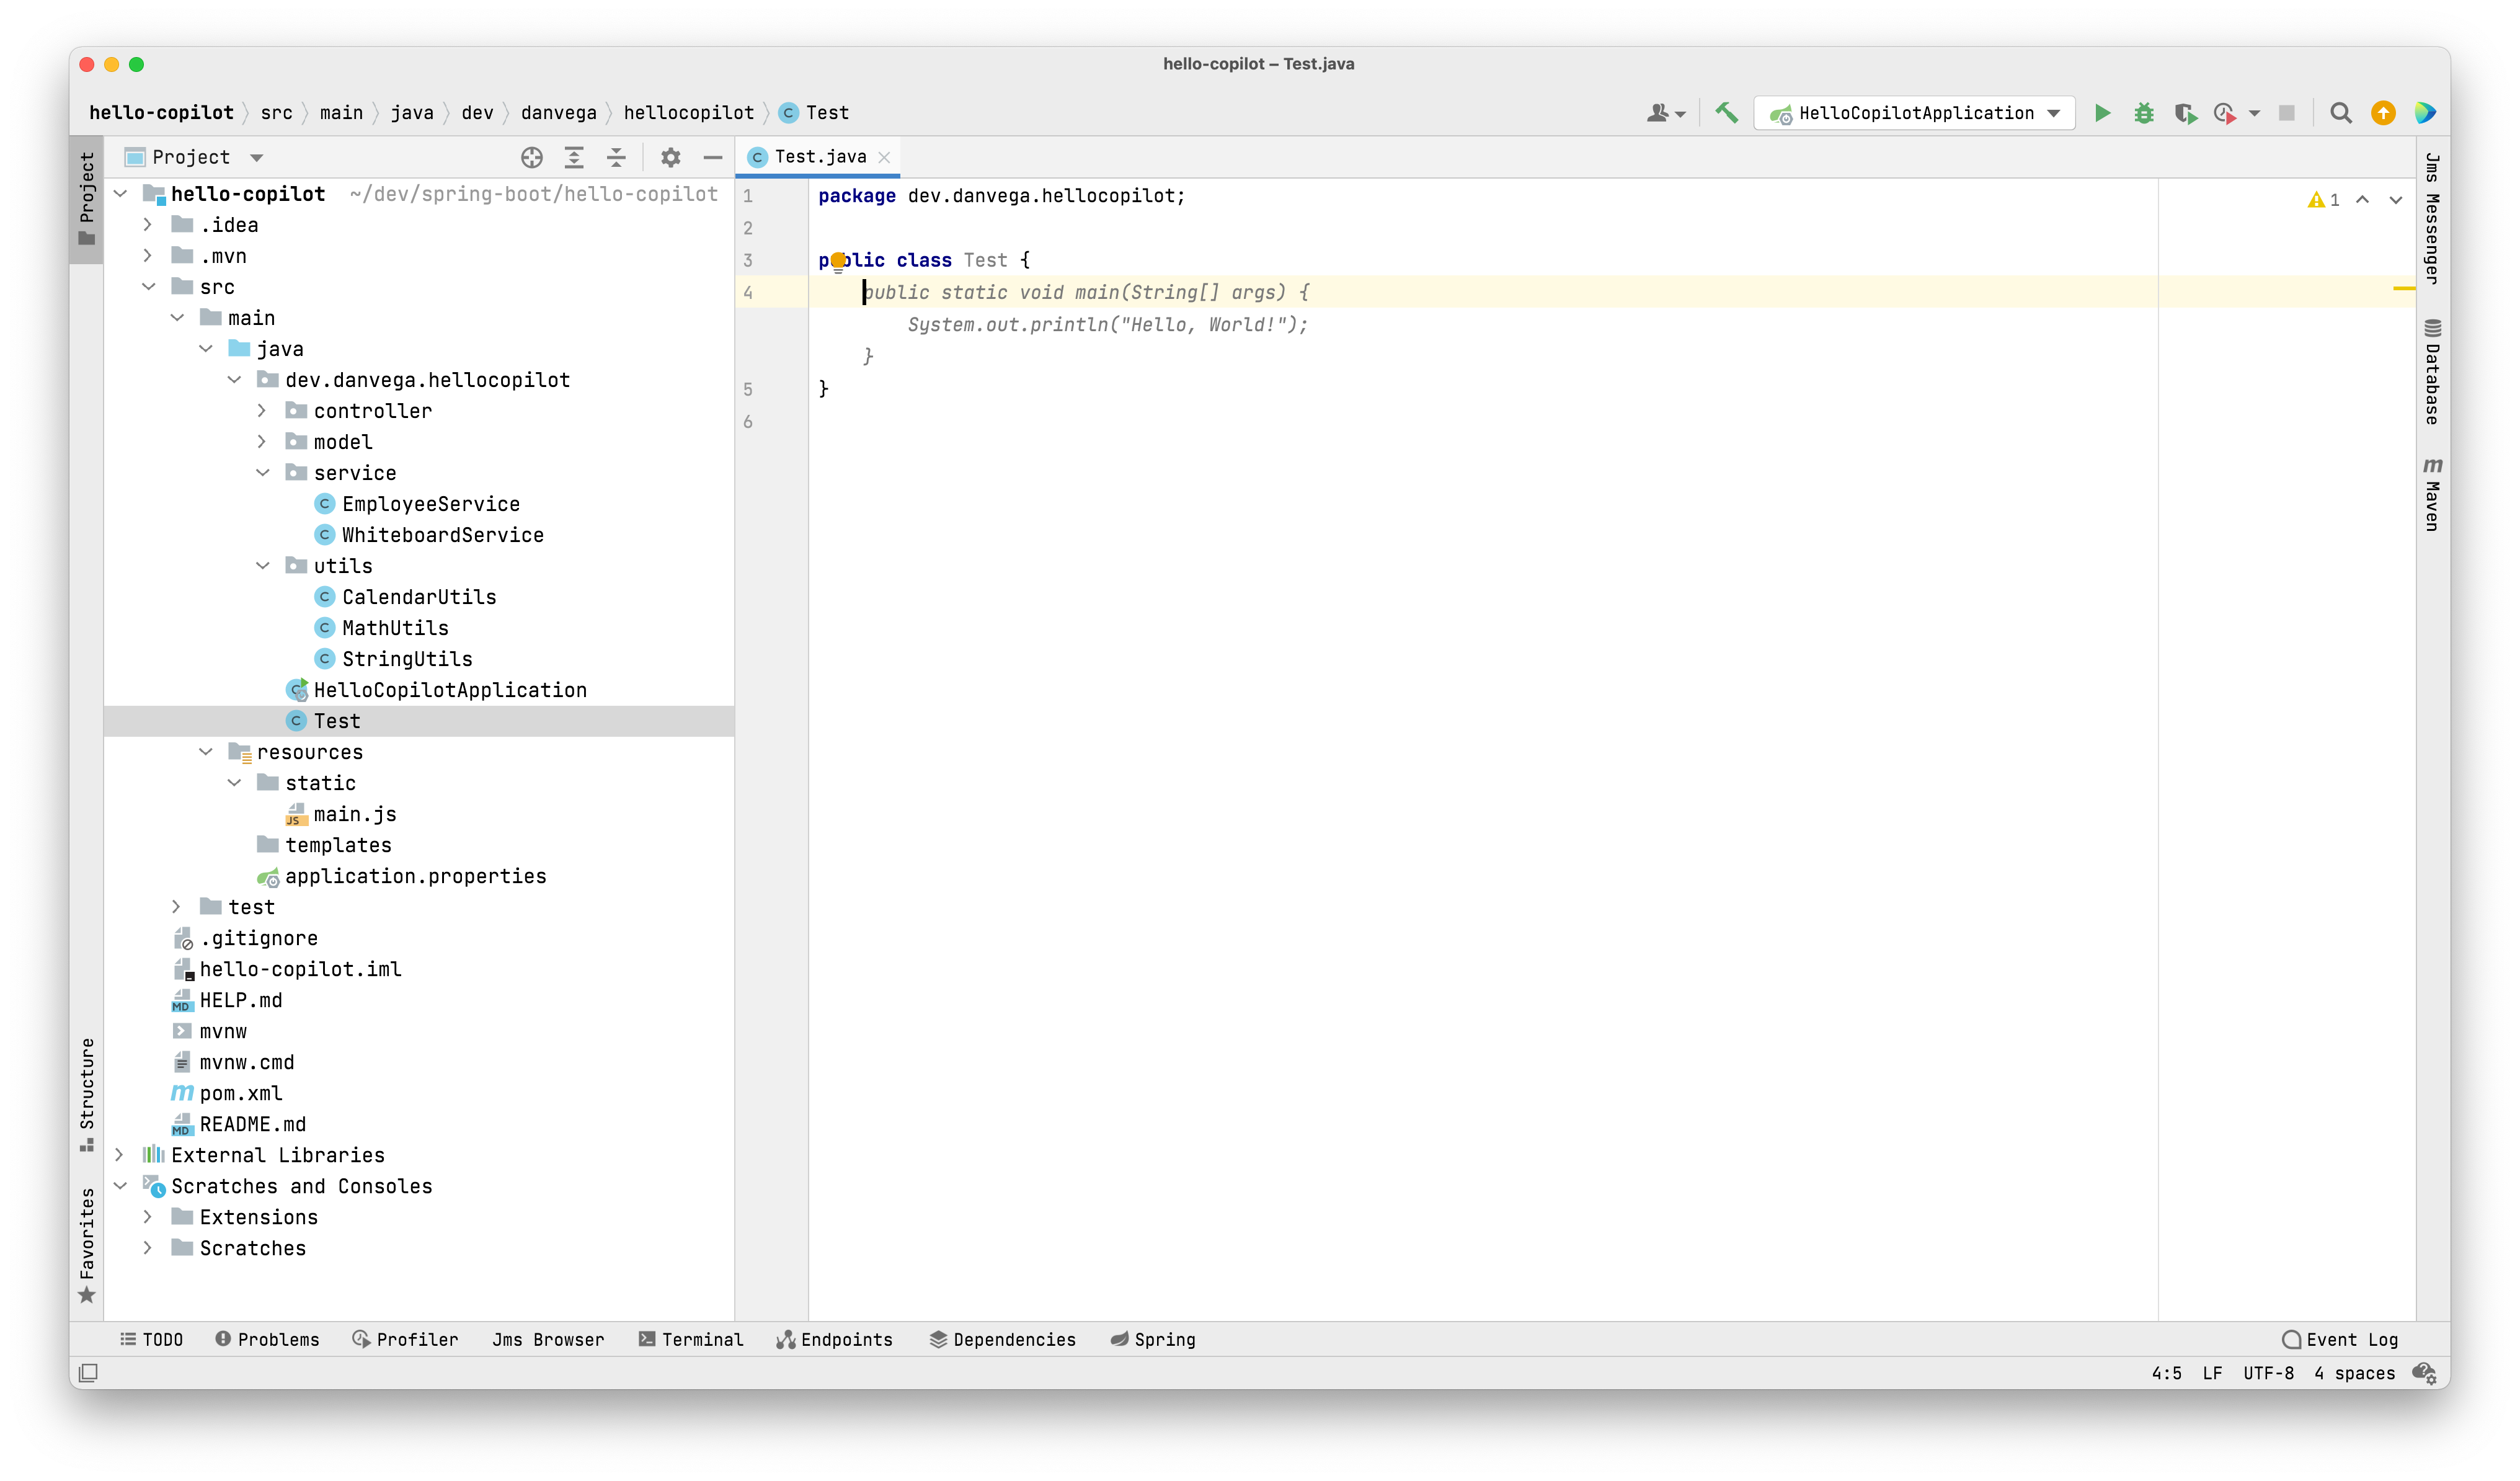 hello-copilot – Test.java
hello-copilot src main java dev danvega hellocopilot C Test
HelloCopilotApplication
Project
Project
Structure
Favorites
hello-copilot ~/dev/spring-boot/hello-copilot
.idea
.mvn
src
main
java
dev.danvega.hellocopilot
controller
model
service
C EmployeeService
C WhiteboardService
utils
C CalendarUtils
C MathUtils
C StringUtils
HelloCopilotApplication
C Test
resources
static
JS main.js
templates
application.properties
test
.gitignore
hello-copilot.iml
MD HELP.md
mvnw
mvnw.cmd
m pom.xml
MD README.md
External Libraries
Scratches and Consoles
Extensions
Scratches
C Test.java
1 package dev.danvega.hellocopilot;
2
3 public class Test {
4 public static void main(String[] args) {
System.out.println("Hello, World!");
}
5 }
6
1
Jms Messenger
Database
m Maven
TODO Problems Profiler Jms Browser Terminal Endpoints Dependencies Spring Event Log
4:5 LF UTF-8 4 spaces